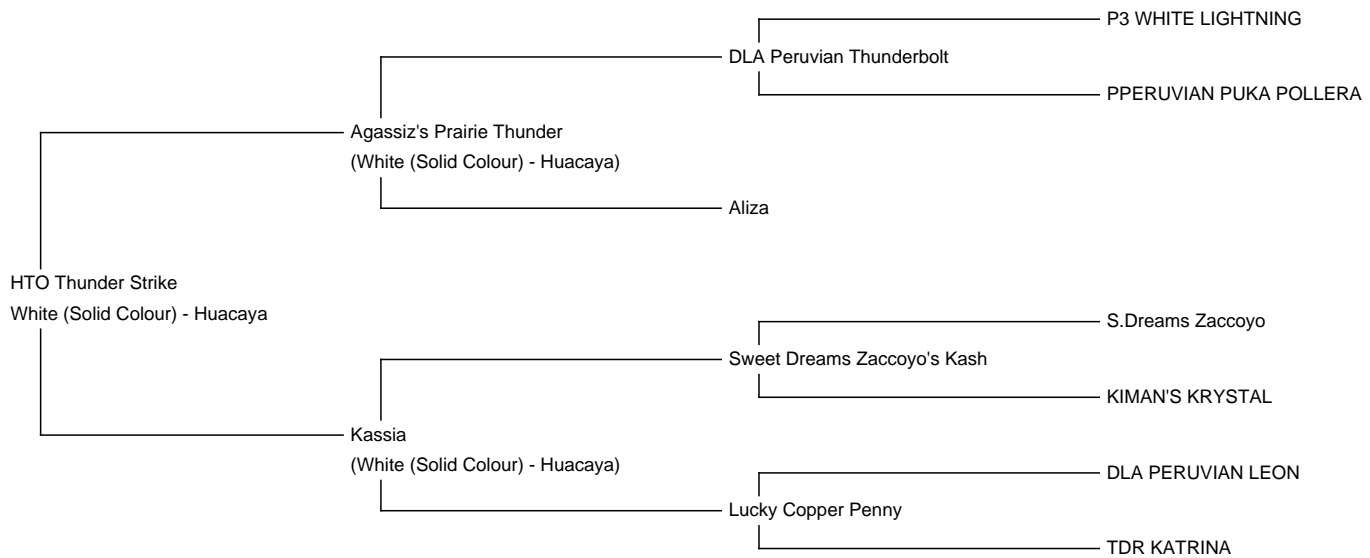 P3 WHITE LIGHTNING
DLA Peruvian Thunderbolt
PPERUVIAN PUKA POLLERA
Agassiz's Prairie Thunder
(White (Solid Colour) - Huacaya)
Aliza
HTO Thunder Strike
White (Solid Colour) - Huacaya
S.Dreams Zaccoyo
Sweet Dreams Zaccoyo's Kash
KIMAN'S KRYSTAL
Kassia
(White (Solid Colour) - Huacaya)
DLA PERUVIAN LEON
Lucky Copper Penny
TDR KATRINA